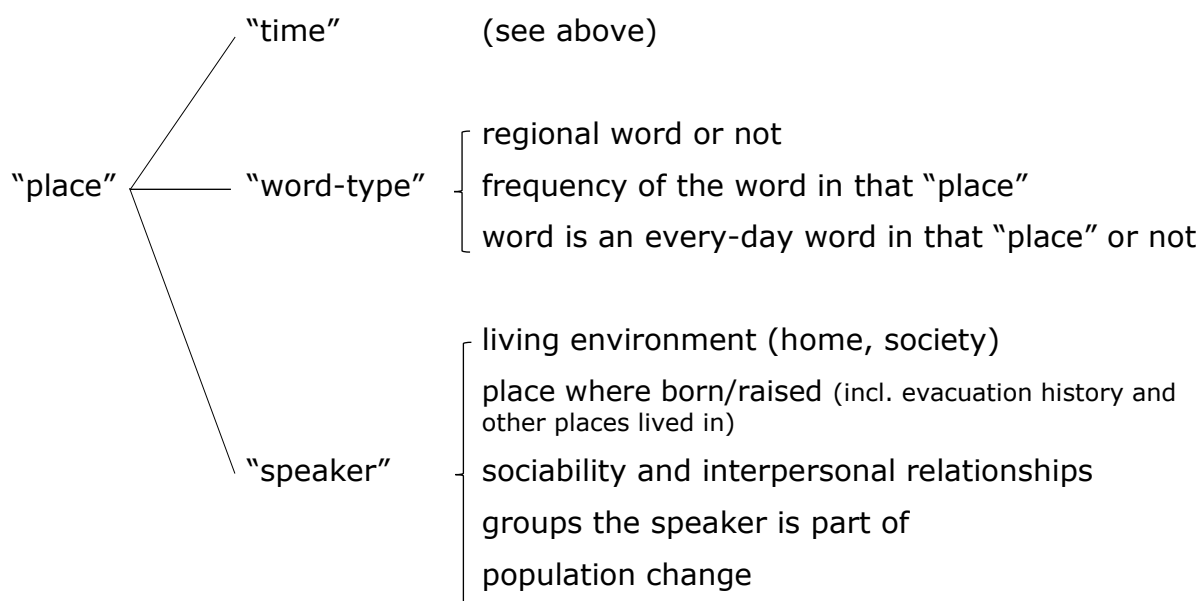 “time” (see above)
regional word or not
“place” “word-type” frequency of the word in that “place”
word is an every-day word in that “place” or not
living environment (home, society)
place where born/raised (incl. evacuation history and
other places lived in)
“speaker” sociability and interpersonal relationships
groups the speaker is part of
population change